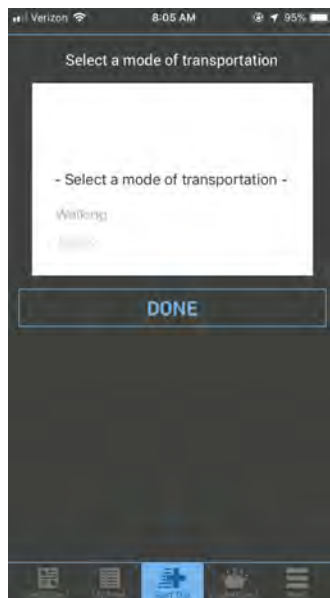 Verizon 8:05 AM 95%
Select a mode of transportation
- Select a mode of transportation -
Walking
DONE